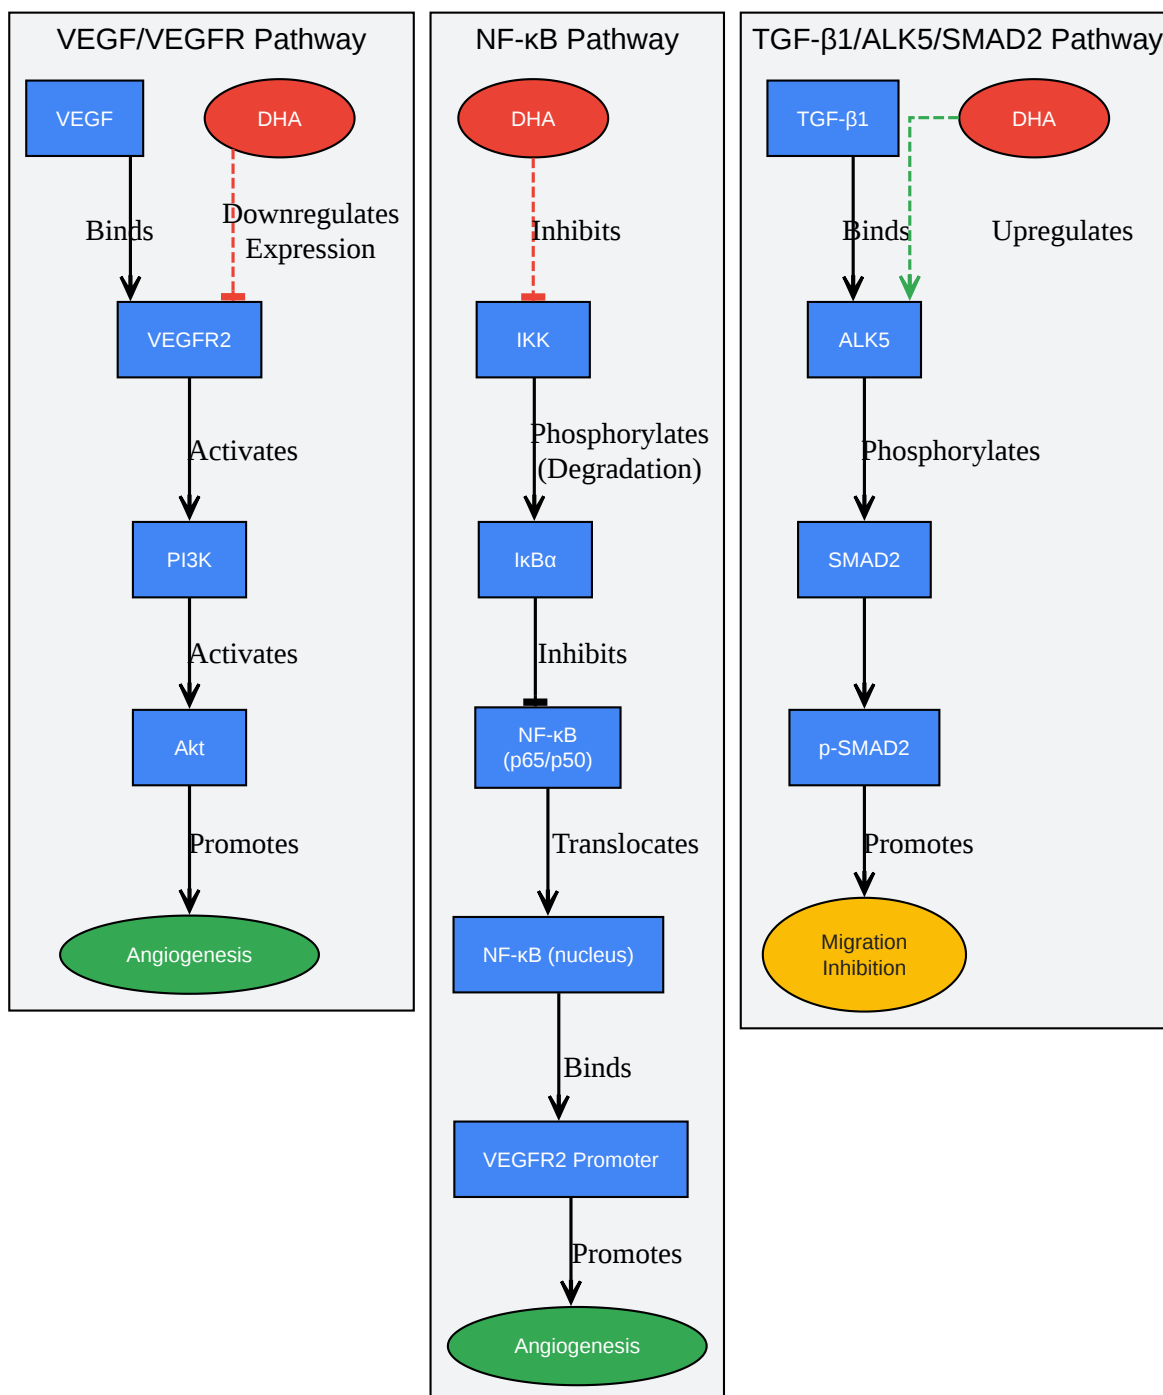 VEGF/VEGFR Pathway
VEGF
DHA
Binds
Downregulates
Expression
VEGFR2
Activates
PI3K
Activates
Akt
Promotes
Angiogenesis
NF-κB Pathway
DHA
Inhibits
IKK
Phosphorylates
(Degradation)
IκBα
Inhibits
NF-κB
(p65/p50)
Translocates
NF-κB (nucleus)
Binds
VEGFR2 Promoter
Promotes
Angiogenesis
TGF-β1/ALK5/SMAD2 Pathway
TGF-β1
DHA
Binds
Upregulates
ALK5
Phosphorylates
SMAD2
p-SMAD2
Promotes
Migration
Inhibition